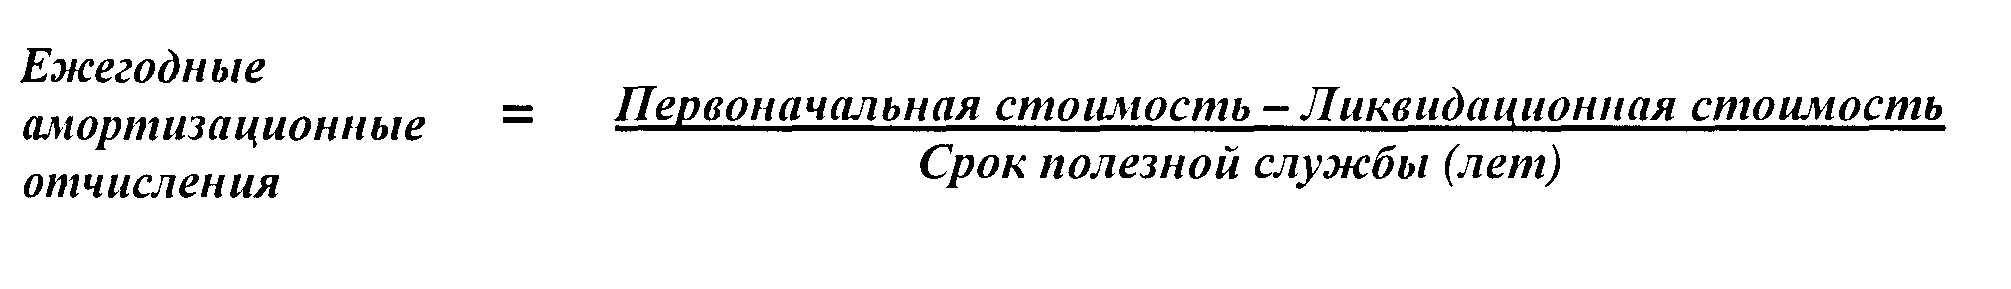 Ежегодные
амортизационные
отчисления
=
Первоначальная стоимость – Ликвидационная стоимость
Срок полезной службы (лет)